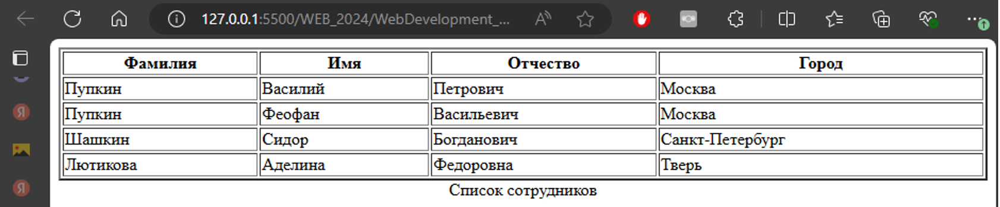 127.0.0.1:5500/WEB_2024/WebDevelopment_...
Фамилия Имя Отчество Город
Пупкин Василий Петрович Москва
Пупкин Феофан Васильевич Москва
Шашкин Сидор Богданович Санкт-Петербург
Лютикова Аделина Федоровна Тверь
Список сотрудников